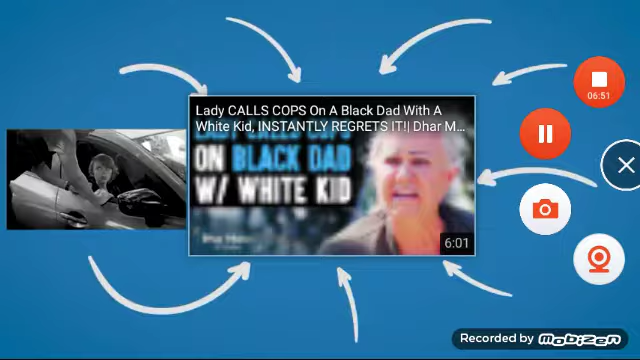 Lady CALLS COPS On A Black Dad With A
White Kid, INSTANTLY REGRETS IT!| Dhar M...
ON BLACK DAD
W/ WHITE KID
6:01
06:51
Recorded by mobizen